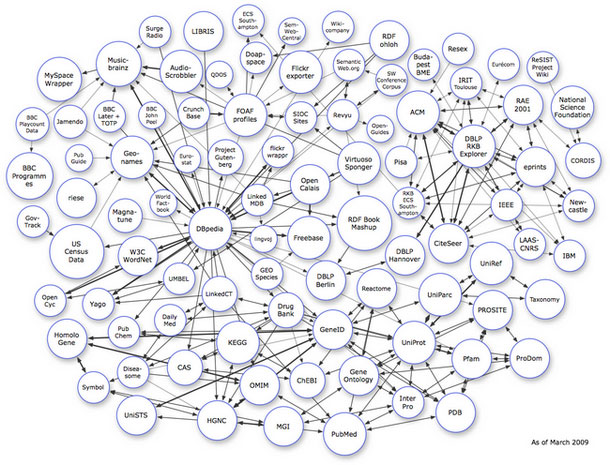 ECS
South-
ampton
Sem-
Web-
Central
Wiki-
company
Surge
Radio
LIBRIS
RDF
ohloh
Resex
Music-
brainz
Doap-
space
Buda-
pest
BME
Eurécom
ReSIST
Project
Wiki
MySpace
Wrapper
Audio-
Scrobbler
QDOS
Flickr
exporter
Semantic
Web.org
SW
Conference
Corpus
IRIT
Toulouse
RAE
2001
National
Science
Foundation
BBC
Playcount
Data
Jamendo
BBC
Later +
TOTP
BBC
John
Peel
Crunch
Base
FOAF
profiles
SIOC
Sites
Revyu
Open-
Guides
ACM
BBC
Programm
es
Pub
Guide
Geo-
names
Euro-
stat
Project
Guten-
berg
flickr
wrappr
Virtuoso
Sponger
Pisa
DBLP
RKB
Explorer
eprints
CORDIS
riese
World
Fact-
book
Linked
MDB
Open
Calais
RKB
ECS
South-
ampton
IEEE
New-
castle
Gov-
Track
Magna-
tune
DBpedia
RDF Book
Mashup
US
Census
Data
W3C
WordNet
lingvoj
Freebase
DBLP
Hannover
CiteSeer
LAAS-
CNRS
IBM
UMBEL
GEO
Species
DBLP
Berlin
Reactome
UniRef
Open
Cyc
Yago
LinkedCT
UniParc
Taxonomy
Drug
Bank
PROSITE
Daily
Med
Homolo
Gene
Pub
Chem
KEGG
GeneID
UniProt
Pfam
ProDom
Disea-
some
CAS
ChEBI
Gene
Ontology
Symbol
OMIM
Inter
Pro
PDB
UniSTS
HGNC
MGI
PubMed
As of March 2009